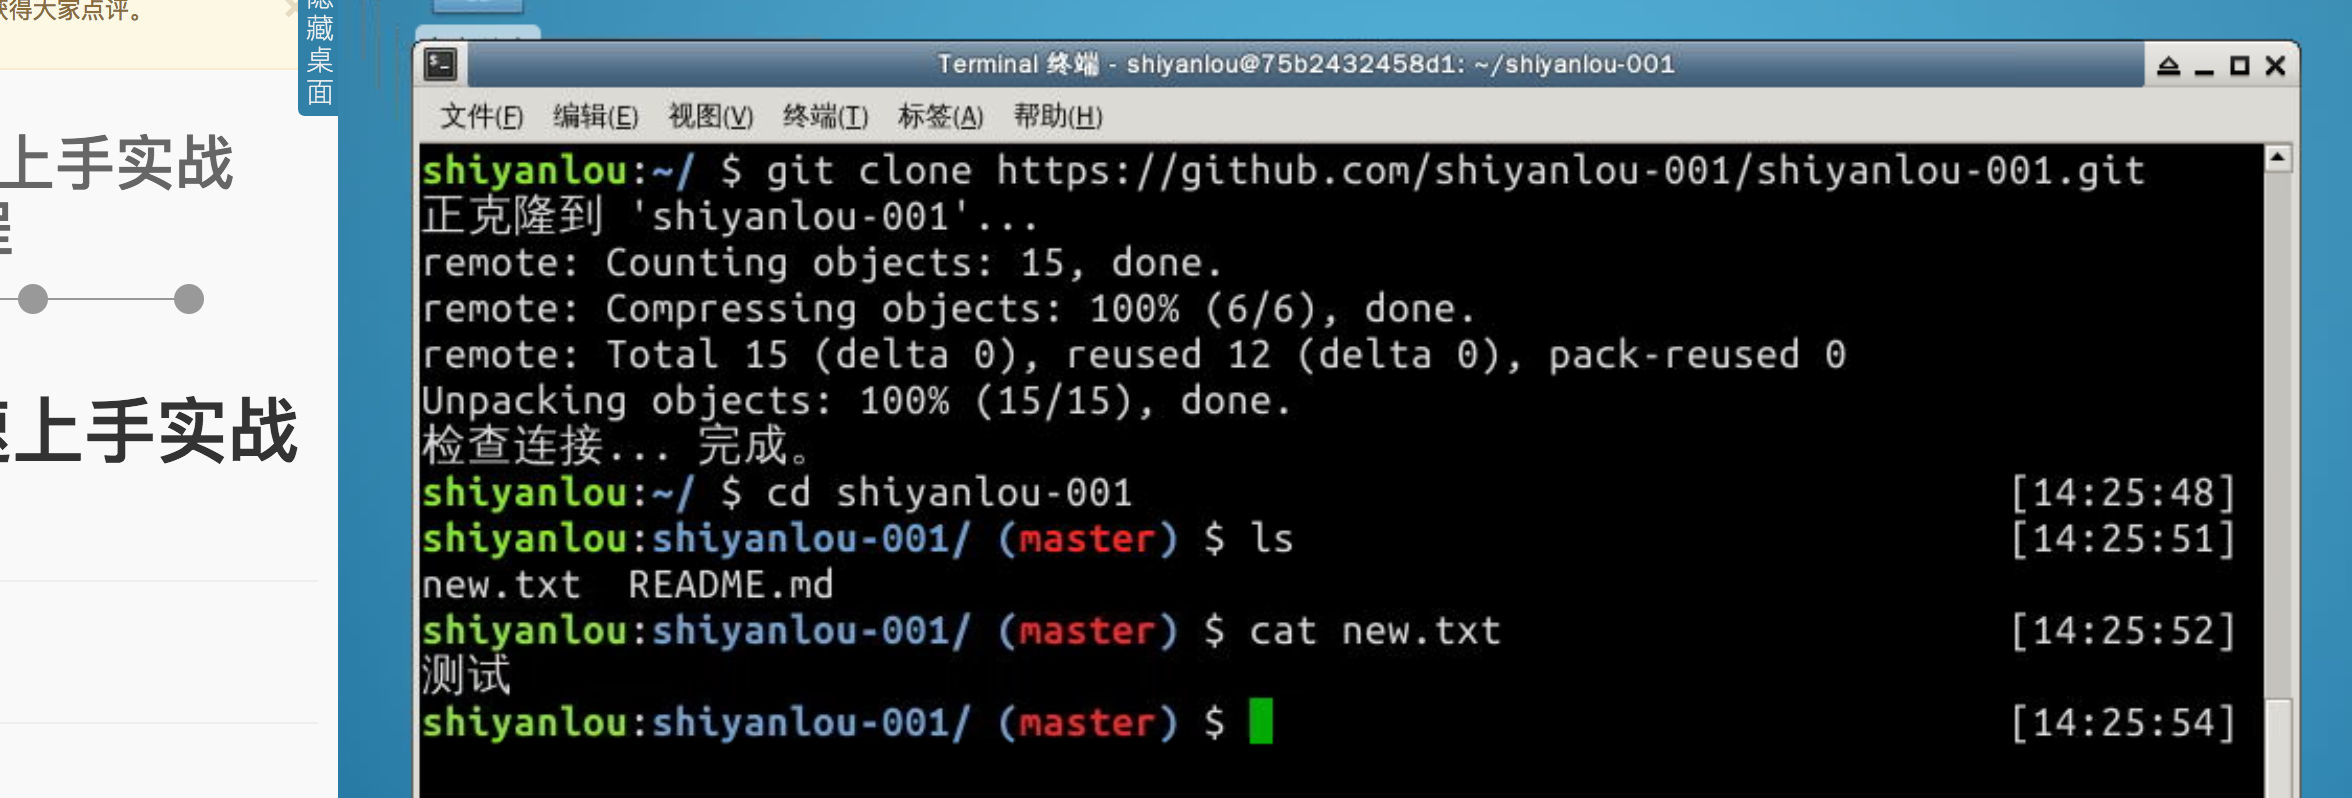 获得大家点评。
隐藏桌面
上手实战
程
速上手实战
Terminal 终端 - shiyanlou@75b2432458d1: ~/shiyanlou-001
文件(F) 编辑(E) 视图(V) 终端(T) 标签(A) 帮助(H)
shiyanlou:~/ $ git clone https://github.com/shiyanlou-001/shiyanlou-001.git
正克隆到 'shiyanlou-001'...
remote: Counting objects: 15, done.
remote: Compressing objects: 100% (6/6), done.
remote: Total 15 (delta 0), reused 12 (delta 0), pack-reused 0
Unpacking objects: 100% (15/15), done.
检查连接... 完成。
shiyanlou:~/ $ cd shiyanlou-001 [14:25:48]
shiyanlou:shiyanlou-001/ (master) $ ls [14:25:51]
new.txt README.md
shiyanlou:shiyanlou-001/ (master) $ cat new.txt [14:25:52]
测试
shiyanlou:shiyanlou-001/ (master) $ [14:25:54]